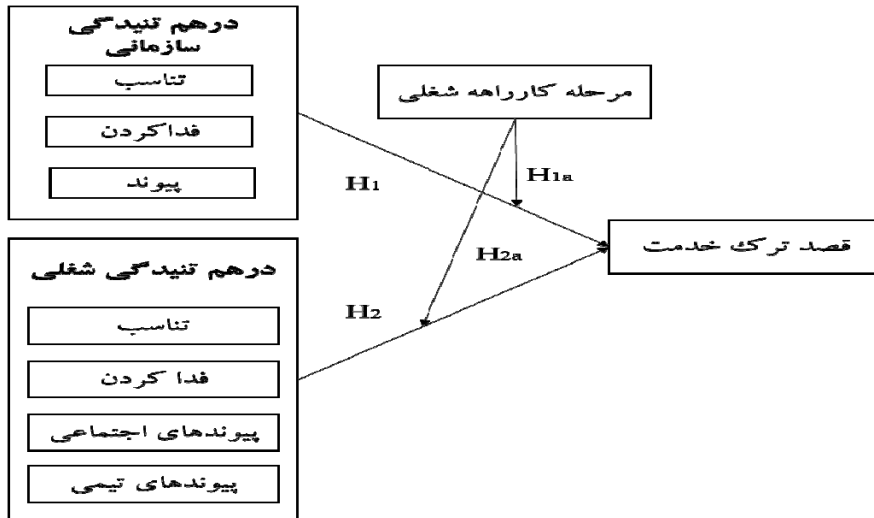 درهم تنیدگی
سازمانی
تناسب
فداکردن
پیوند
مرحله کارراهه شغلی
H1
H1a
قصد ترک خدمت
H2a
H2
درهم تنیدگی شغلی
تناسب
فدا کردن
پیوندهای اجتماعی
پیوندهای تیمی